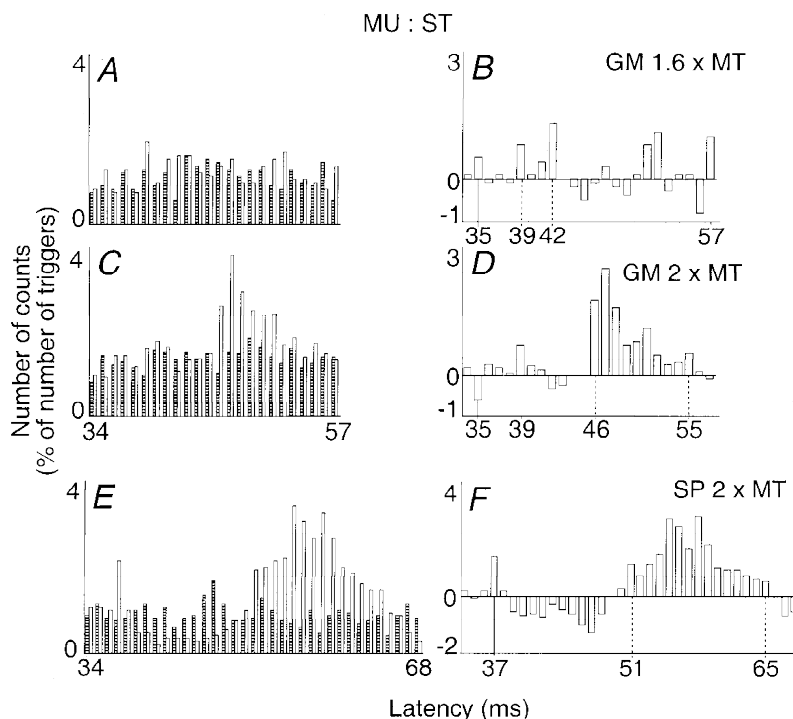 MU : ST
A
4
0
B
GM 1.6 x MT
3
0
-1
35 39 42 57
C
4
0
34 57
D
GM 2 x MT
3
0
-1
35 39 46 55
E
4
0
34 68
F
SP 2 x MT
4
0
-2
37 51 65
Number of counts
(% of number of triggers)
Latency (ms)